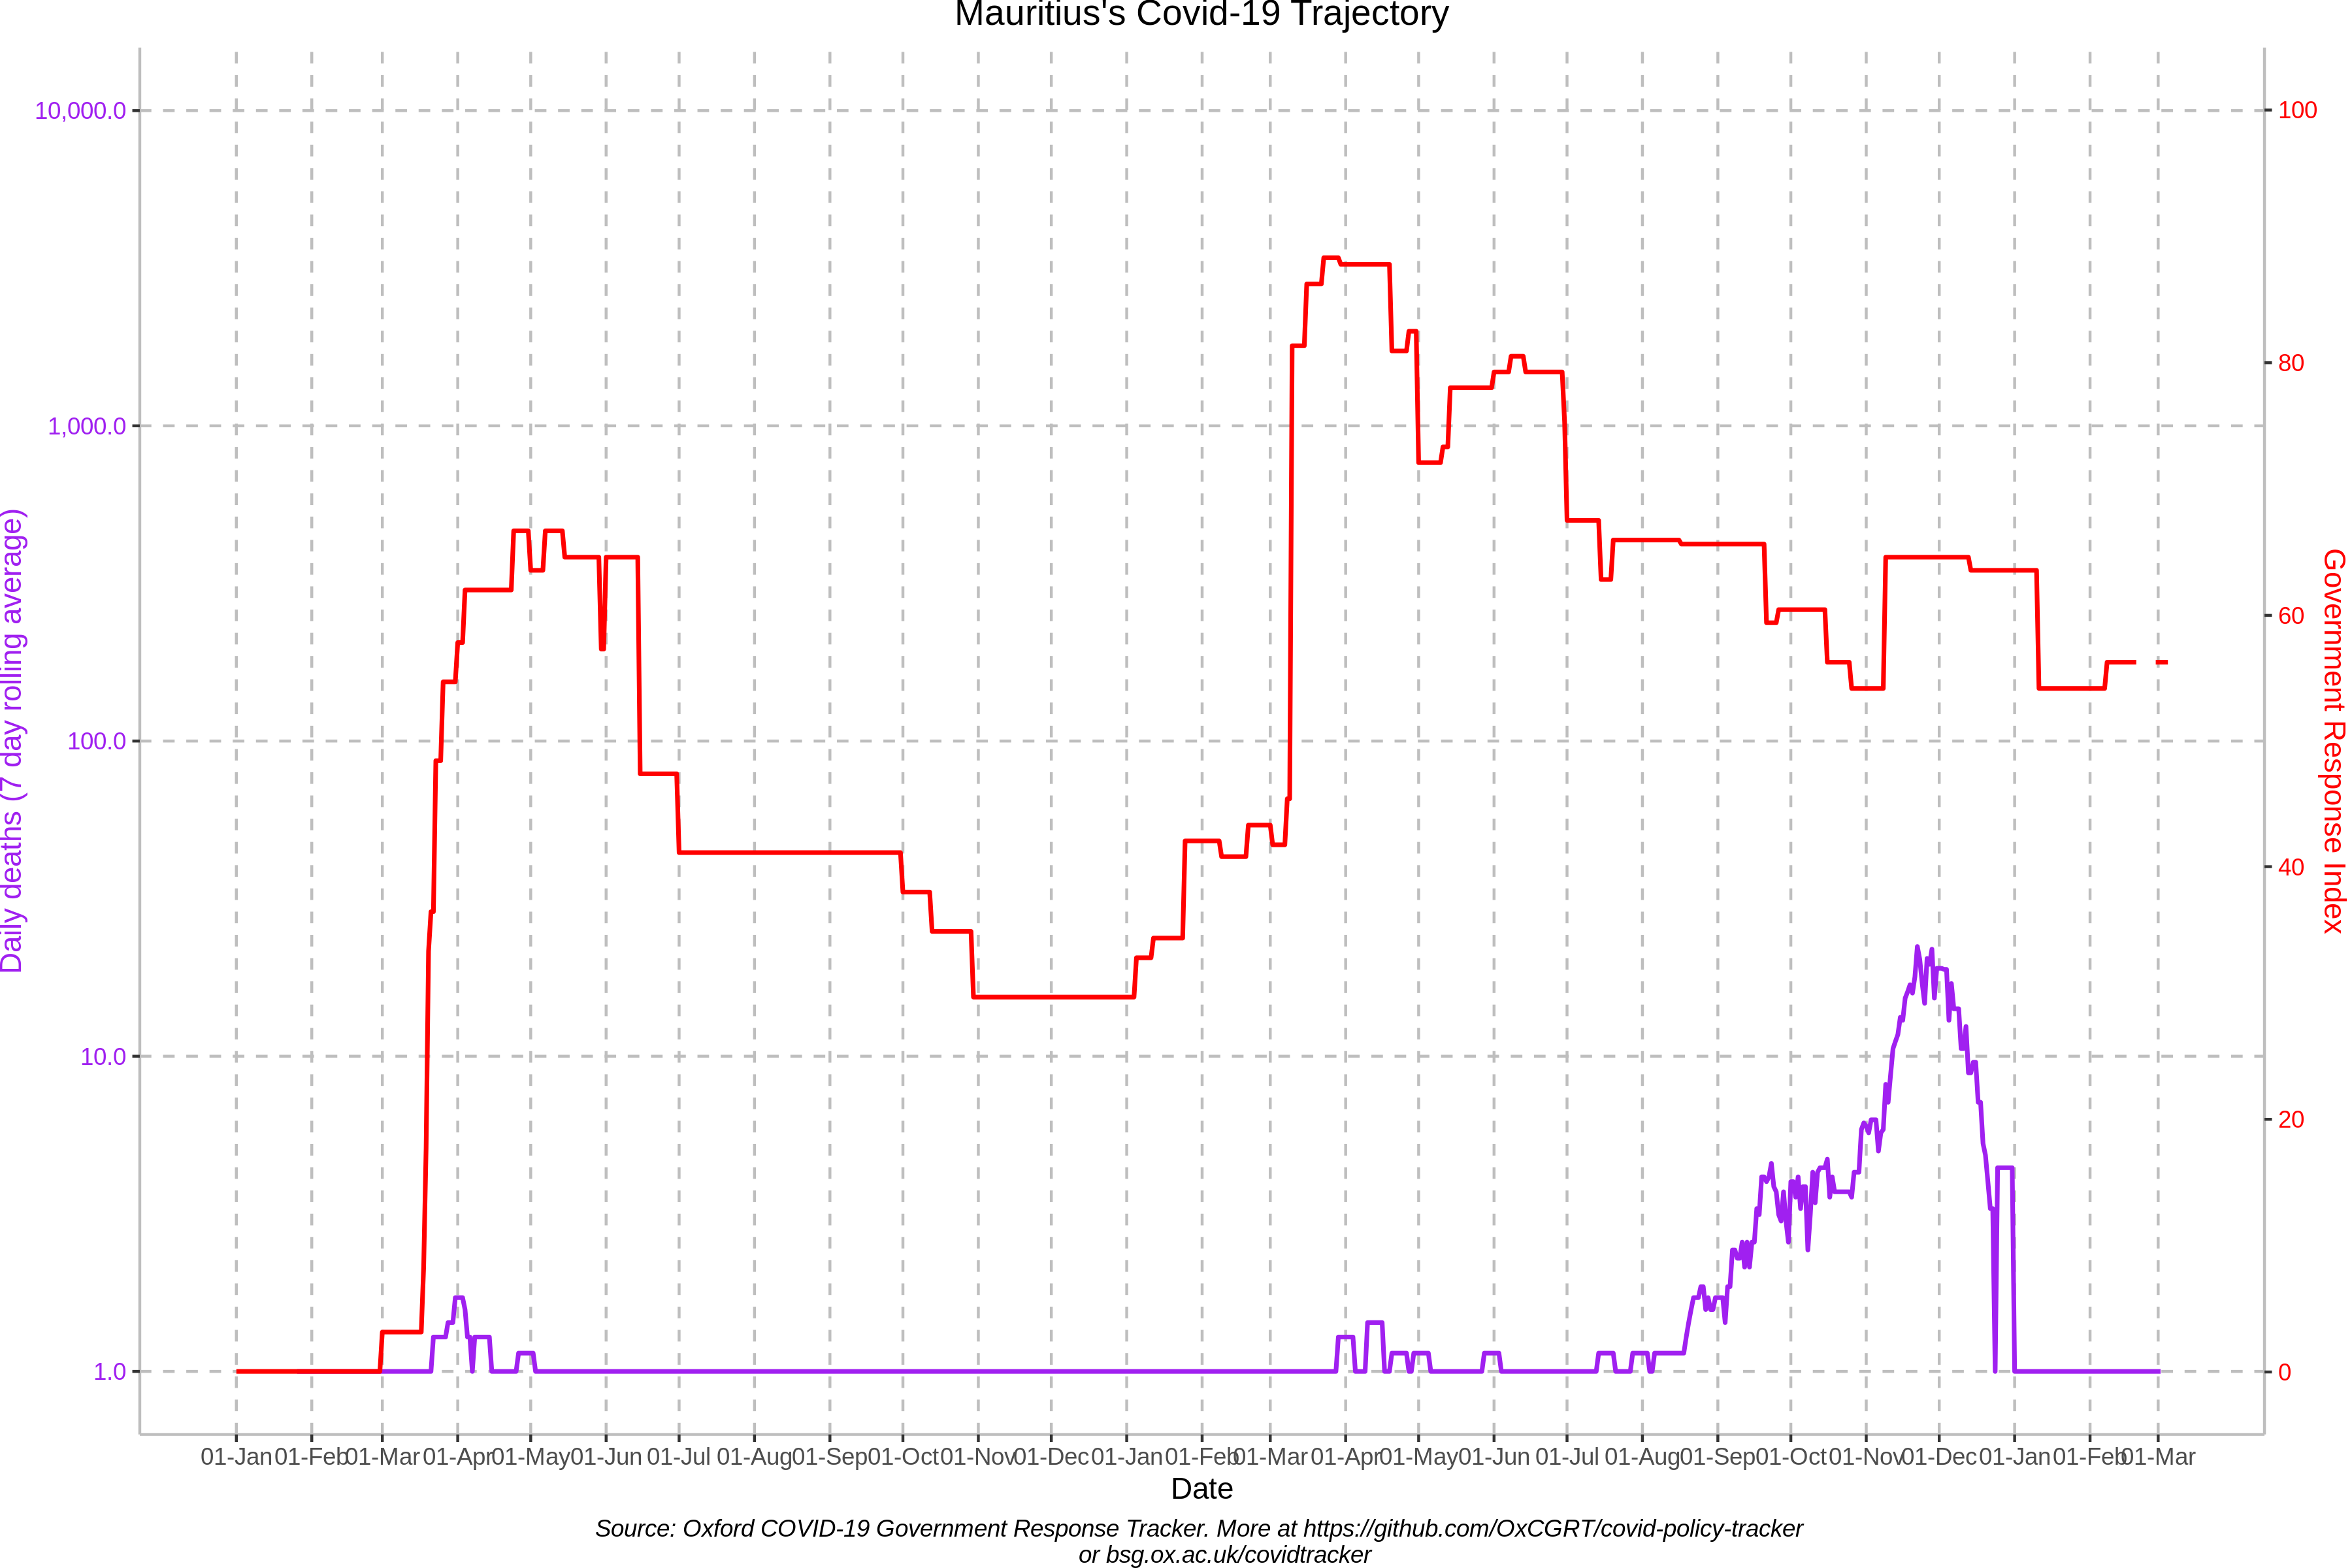 Mauritius's Covid-19 Trajectory
10,000.0
1,000.0
100.0
10.0
1.0
Daily deaths (7 day rolling average)
100
80
60
40
20
0
Government Response Index
01-Jan 01-Feb 01-Mar 01-Apr 01-May 01-Jun 01-Jul 01-Aug 01-Sep 01-Oct 01-Nov 01-Dec 01-Jan 01-Feb 01-Mar 01-Apr 01-May 01-Jun 01-Jul 01-Aug 01-Sep 01-Oct 01-Nov 01-Dec 01-Jan 01-Feb 01-Mar
Date
Source: Oxford COVID-19 Government Response Tracker. More at https://github.com/OxCGRT/covid-policy-tracker
or bsg.ox.ac.uk/covidtracker